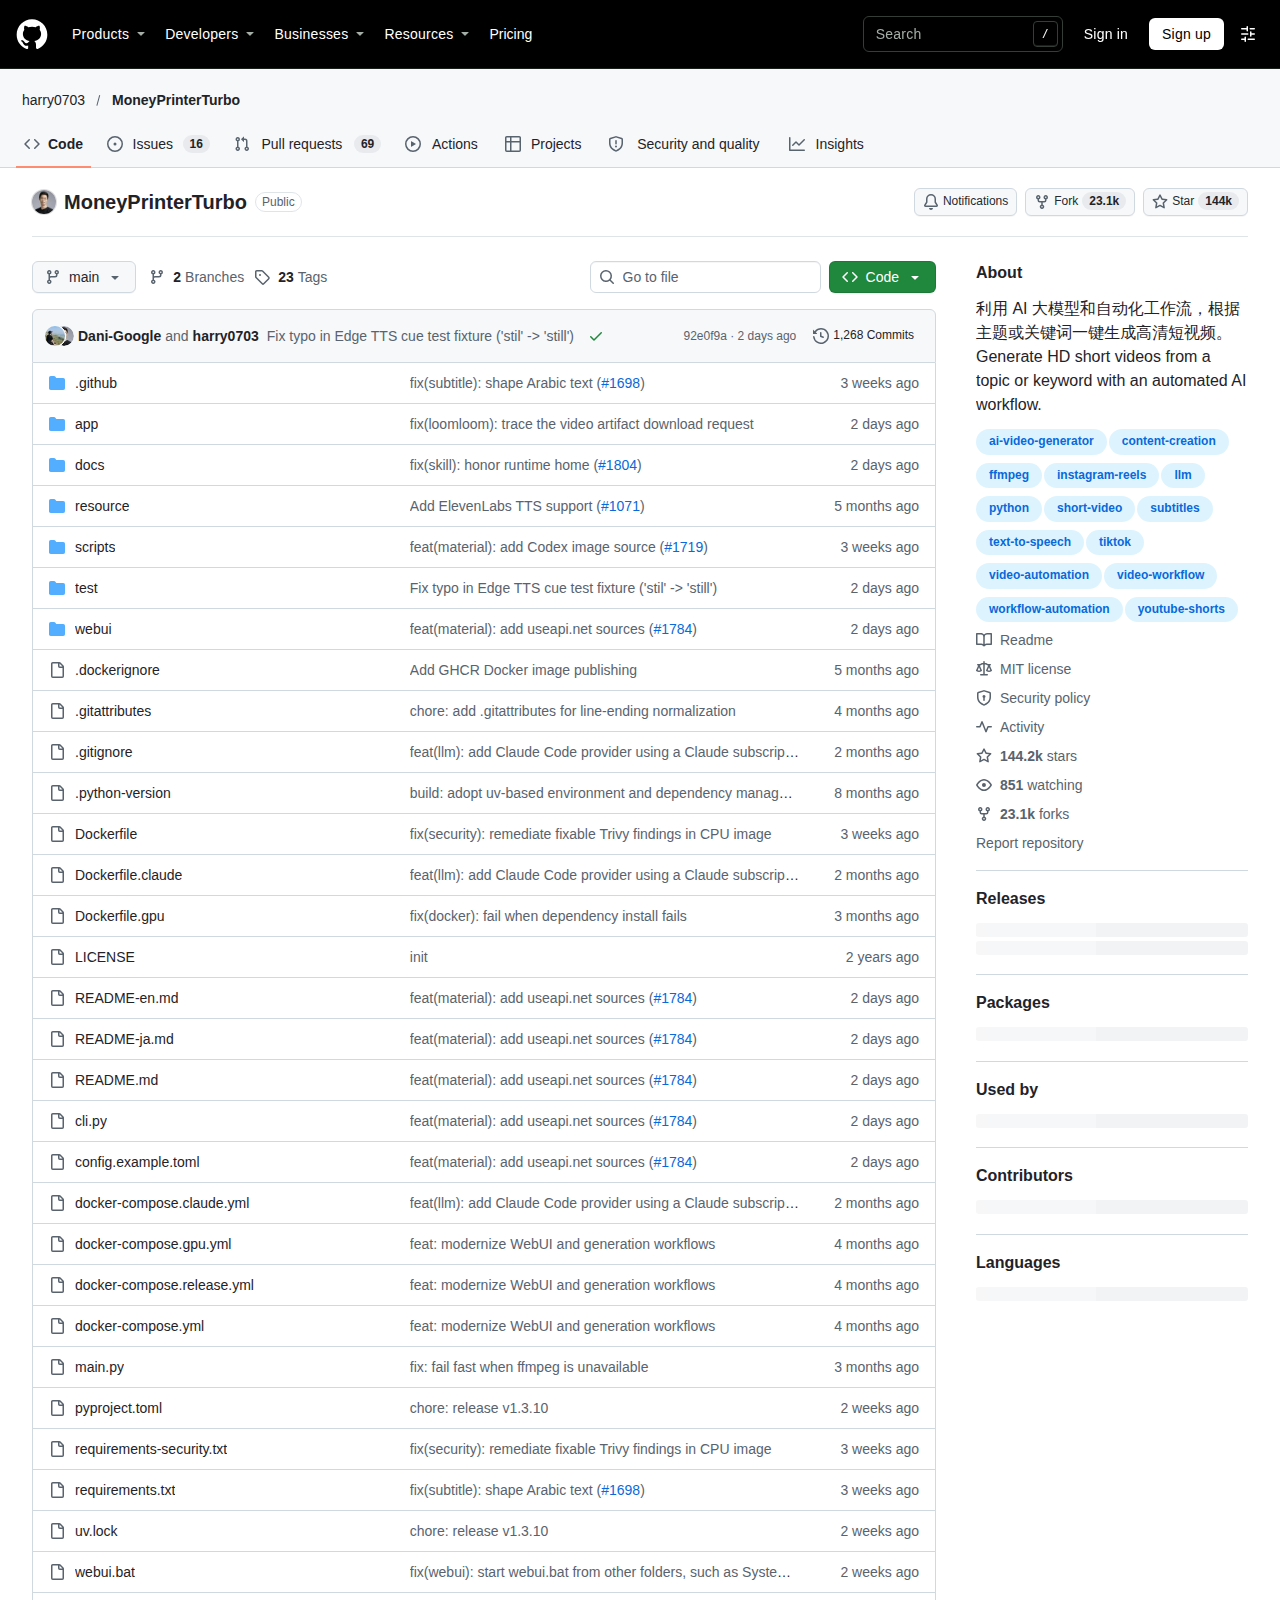 Products Developers Businesses Resources Pricing Search / Sign in Sign up
harry0703 / MoneyPrinterTurbo
Code Issues 16 Pull requests 69 Actions Projects Security and quality Insights
MoneyPrinterTurbo Public Notifications Fork 23.1k Star 144k
main 2 Branches 23 Tags Go to file Code
Dani-Google and harry0703 Fix typo in Edge TTS cue test fixture ('stil' -> 'still') 92e0f9a · 2 days ago 1,268 Commits
.github fix(subtitle): shape Arabic text (#1698) 3 weeks ago
app fix(loomloom): trace the video artifact download request 2 days ago
docs fix(skill): honor runtime home (#1804) 2 days ago
resource Add ElevenLabs TTS support (#1071) 5 months ago
scripts feat(material): add Codex image source (#1719) 3 weeks ago
test Fix typo in Edge TTS cue test fixture ('stil' -> 'still') 2 days ago
webui feat(material): add useapi.net sources (#1784) 2 days ago
.dockerignore Add GHCR Docker image publishing 5 months ago
.gitattributes chore: add .gitattributes for line-ending normalization 4 months ago
.gitignore feat(llm): add Claude Code provider using a Claude subscrip… 2 months ago
.python-version build: adopt uv-based environment and dependency manag… 8 months ago
Dockerfile fix(security): remediate fixable Trivy findings in CPU image 3 weeks ago
Dockerfile.claude feat(llm): add Claude Code provider using a Claude subscrip… 2 months ago
Dockerfile.gpu fix(docker): fail when dependency install fails 3 months ago
LICENSE init 2 years ago
README-en.md feat(material): add useapi.net sources (#1784) 2 days ago
README-ja.md feat(material): add useapi.net sources (#1784) 2 days ago
README.md feat(material): add useapi.net sources (#1784) 2 days ago
cli.py feat(material): add useapi.net sources (#1784) 2 days ago
config.example.toml feat(material): add useapi.net sources (#1784) 2 days ago
docker-compose.claude.yml feat(llm): add Claude Code provider using a Claude subscrip… 2 months ago
docker-compose.gpu.yml feat: modernize WebUI and generation workflows 4 months ago
docker-compose.release.yml feat: modernize WebUI and generation workflows 4 months ago
docker-compose.yml feat: modernize WebUI and generation workflows 4 months ago
main.py fix: fail fast when ffmpeg is unavailable 3 months ago
pyproject.toml chore: release v1.3.10 2 weeks ago
requirements-security.txt fix(security): remediate fixable Trivy findings in CPU image 3 weeks ago
requirements.txt fix(subtitle): shape Arabic text (#1698) 3 weeks ago
uv.lock chore: release v1.3.10 2 weeks ago
webui.bat fix(webui): start webui.bat from other folders, such as Syste… 2 weeks ago
About
利用 AI 大模型和自动化工作流，根据
主题或关键词一键生成高清短视频。
Generate HD short videos from a
topic or keyword with an automated AI
workflow.
ai-video-generator content-creation
ffmpeg instagram-reels llm
python short-video subtitles
text-to-speech tiktok
video-automation video-workflow
workflow-automation youtube-shorts
Readme
MIT license
Security policy
Activity
144.2k stars
851 watching
23.1k forks
Report repository
Releases
Packages
Used by
Contributors
Languages